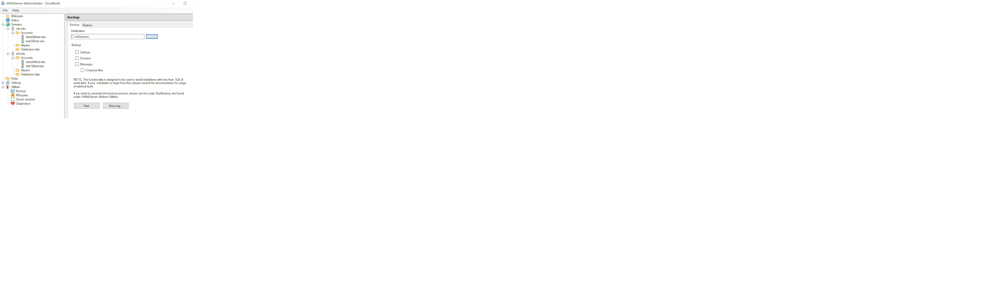 hMailServer Administrator - [localhost]
File Help
Welcome
Status
Domains
asir.edu
Accounts
daniel@asir.edu
test2@asir.edu
Aliases
Distribution lists
srd.edu
Accounts
daniel@srd.edu
test1@srd.edu
Aliases
Distribution lists
Rules
Settings
Utilities
Backup
MX-query
Server sendout
Diagnostics
Backup
Backup Restore
Destination
C:\miEmpresa ...
Backup
Settings
Domains
Messages
Compress files
NOTE: This functionality is designed to be used in small installations with less than 1GB of
email data. If your installation is larger than this, please consult the documentation for usage
of external tools.
If you want to automate the backup process, please use the script StartBackup.vbs found
under \hMailServer\Addons\Utilities.
Start Show log...